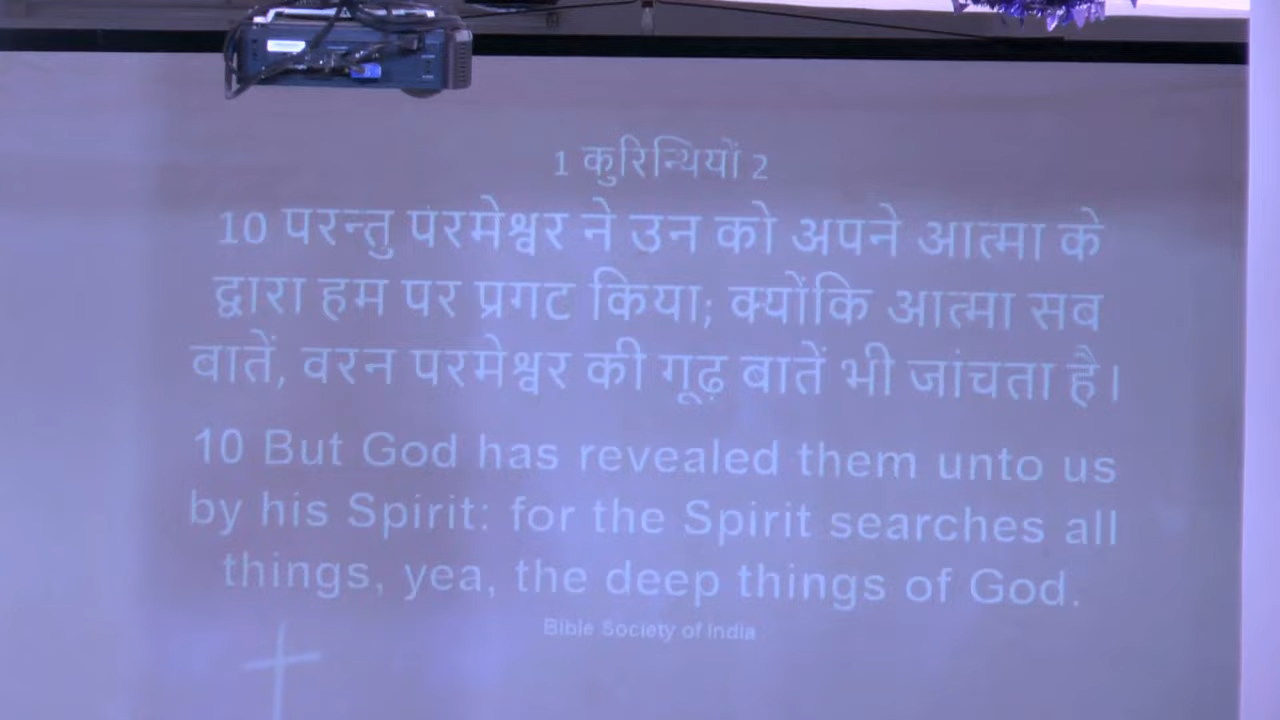 1 कुरिन्थियों 2
10 परन्तु परमेश्वर ने उन को अपने आत्मा के
द्वारा हम पर प्रगट किया; क्योंकि आत्मा सब
बातें, वरन परमेश्वर की गूढ़ बातें भी जांचता है।
10 But God has revealed them unto us
by his Spirit: for the Spirit searches all
things, yea, the deep things of God.
Bible Society of India